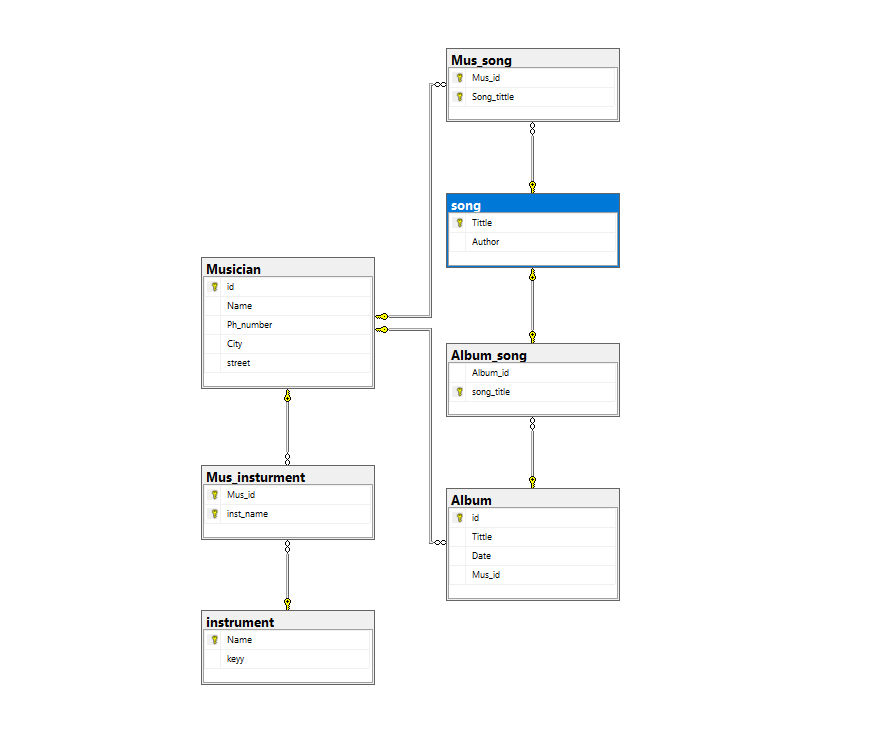 Mus_song
Mus_id
Song_tittle
song
Tittle
Author
Musician
id
Name
Ph_number
City
street
Album_song
Album_id
song_title
Mus_insturment
Mus_id
inst_name
Album
id
Tittle
Date
Mus_id
instrument
Name
keyy